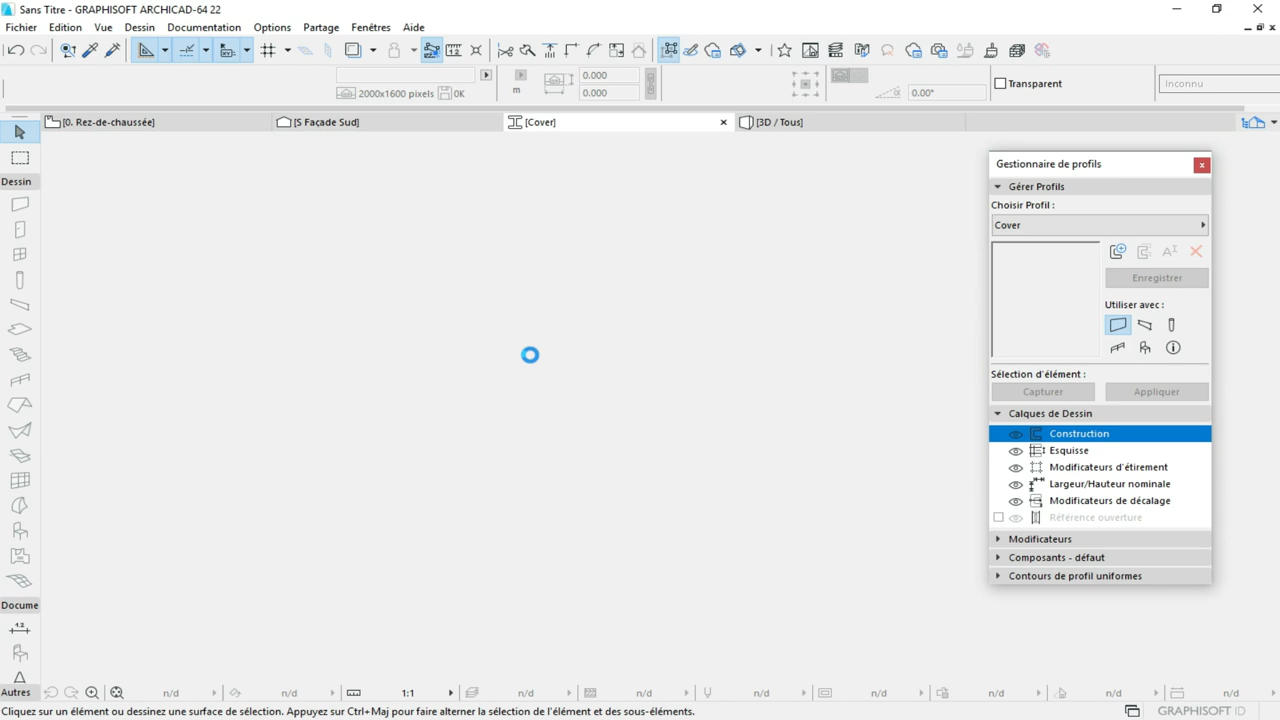 Sans Titre - GRAPHISOFT ARCHICAD-64 22
Fichier Edition Vue Dessin Documentation Options Partage Fenêtres Aide
0.000
0.000
m
2000x1600 pixels OK
0.00°
Transparent
Inconnu
[0. Rez-de-chaussée] [S Façade Sud] [Cover] [3D / Tous]
Dessin
Gestionnaire de profils
Gérer Profils
Choisir Profil :
Cover
Enregistrer
Utiliser avec :
Sélection d'élément :
Capturer Appliquer
Calques de Dessin
Construction
Esquisse
Modificateurs d'étirement
Largeur/Hauteur nominale
Modificateurs de décalage
Référence ouverture
Modificateurs
Composants - défaut
Contours de profil uniformes
Docume
1.2
Autres
n/d n/d 1:1 n/d n/d n/d n/d n/d n/d n/d n/d
Cliquez sur un élément ou dessinez une surface de sélection. Appuyez sur Ctrl+Maj pour faire alterner la sélection de l'élément et des sous-éléments.
GRAPHISOFT ID